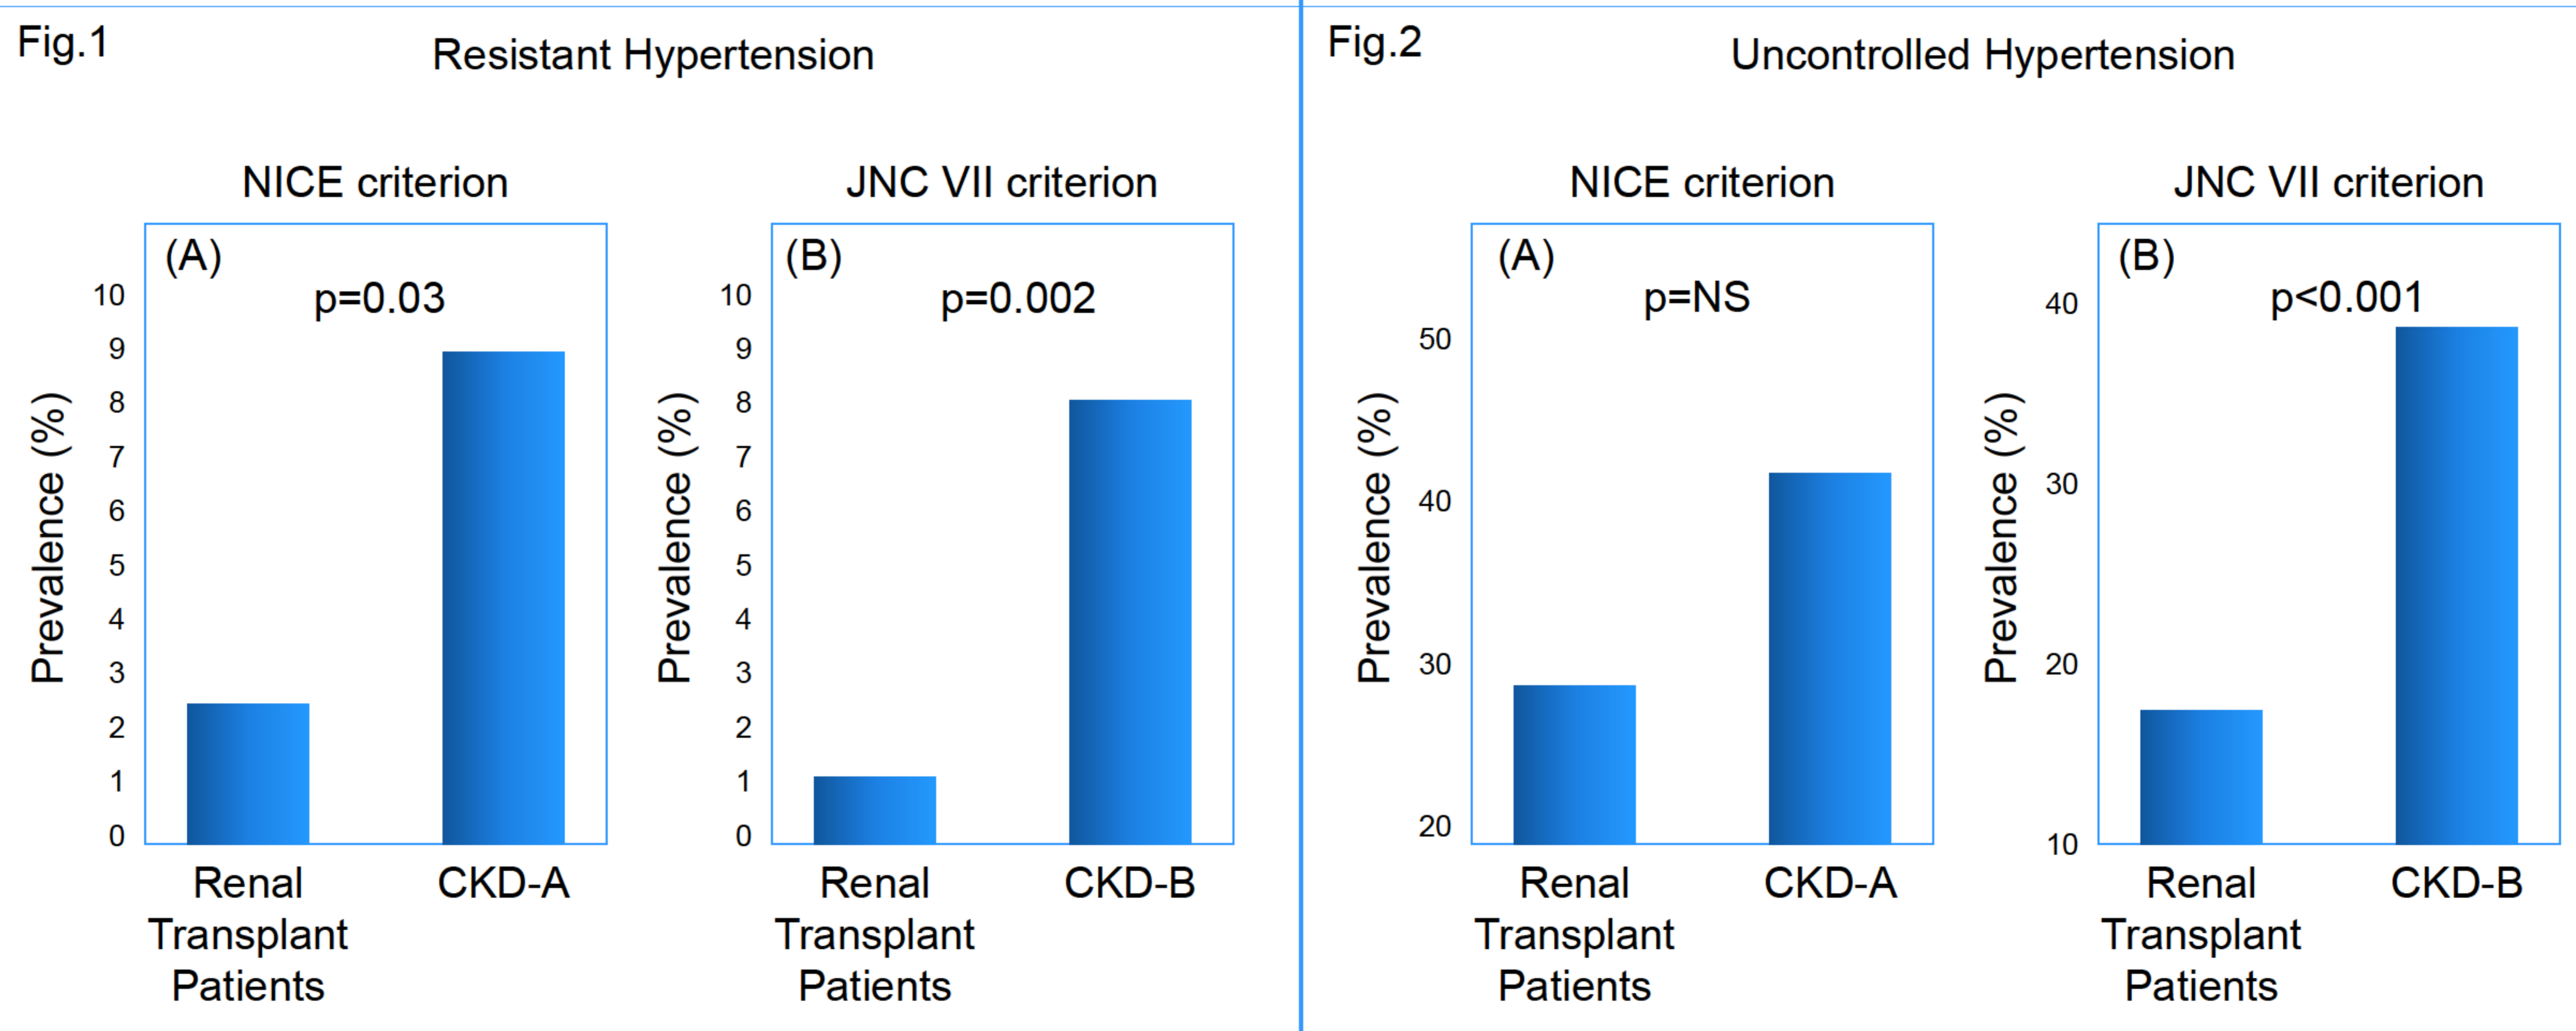 Fig.1
Resistant Hypertension
NICE criterion
(A)
p=0.03
10
9
8
7
6
5
4
3
2
1
0
Prevalence (%)
Renal
Transplant
Patients
CKD-A
JNC VII criterion
(B)
p=0.002
10
9
8
7
6
5
4
3
2
1
0
Prevalence (%)
Renal
Transplant
Patients
CKD-B
Fig.2
Uncontrolled Hypertension
NICE criterion
(A)
p=NS
50
40
30
20
Prevalence (%)
Renal
Transplant
Patients
CKD-A
JNC VII criterion
(B)
p<0.001
40
30
20
10
Prevalence (%)
Renal
Transplant
Patients
CKD-B